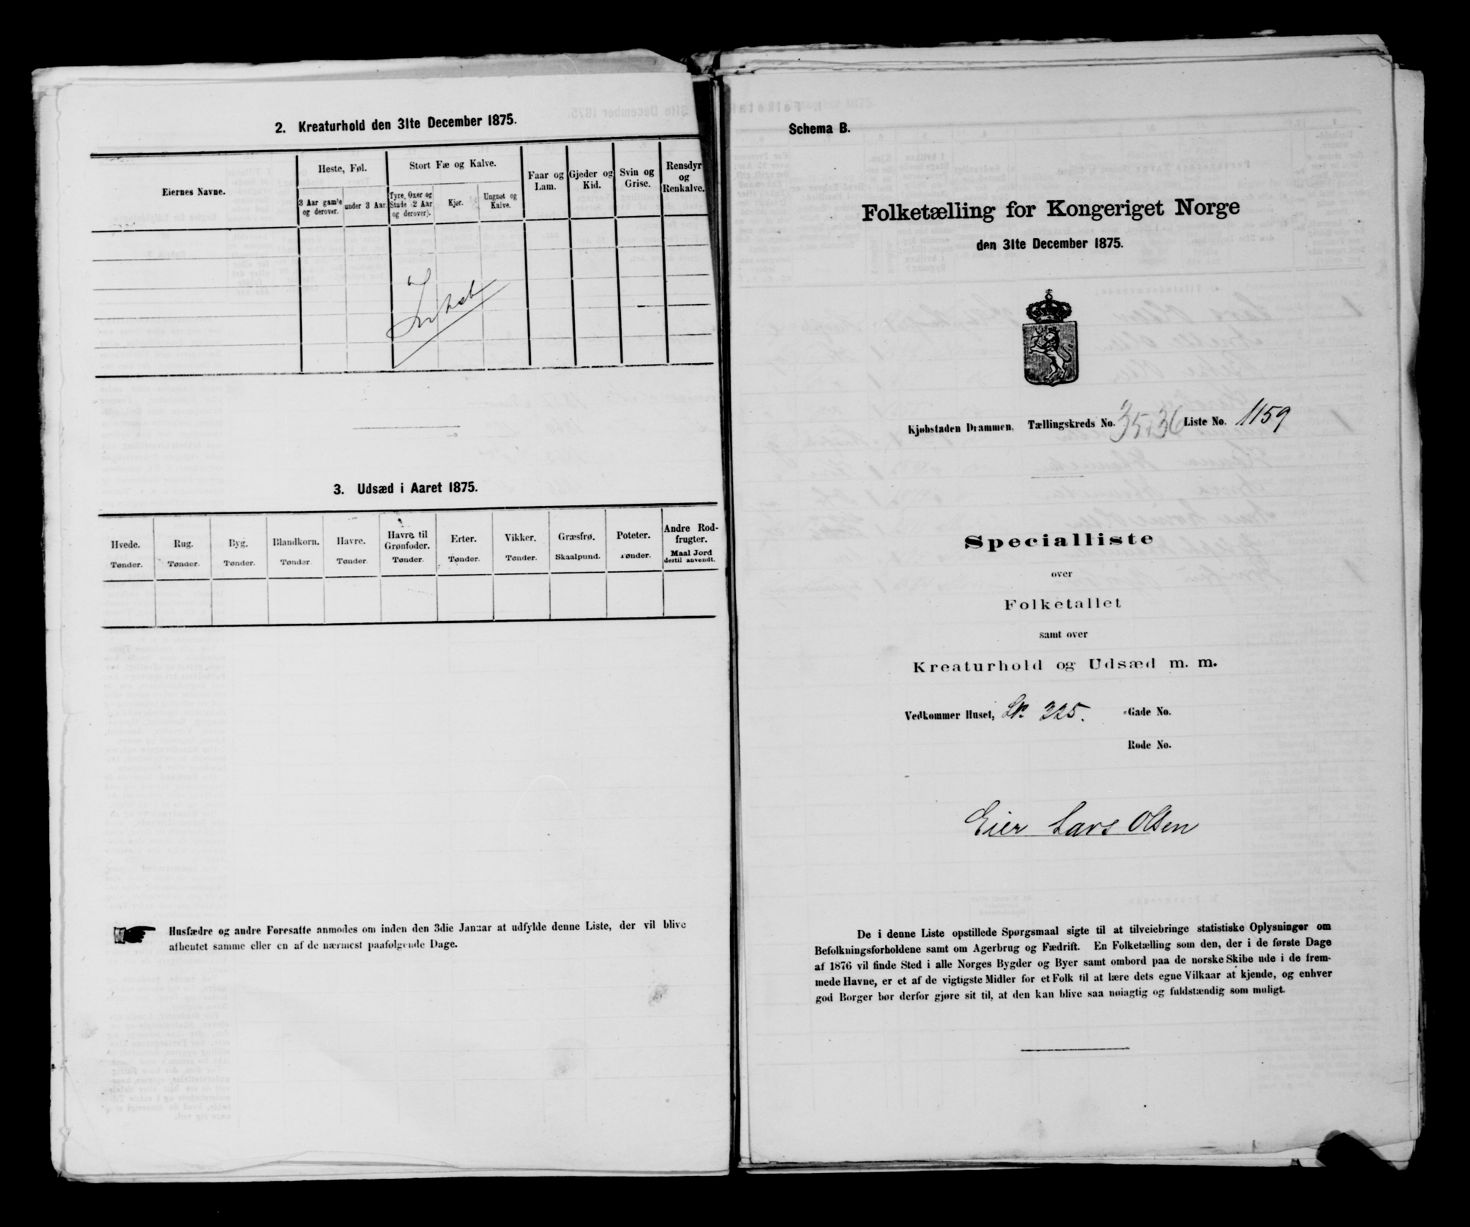 2. Kreaturhold den 31te December 1875.
Eiernes Navne.
Heste, Føl.
Stort Fæ og Kalve.
Faar og Lam.
Gjeder og Kid.
Svin og Grise.
Rensdyr og Renkalve.
3 Aar gamle og derover.
under 3 Aar.
Tyre, Oxer og Stude (2 Aar og derover).
Kjør.
Ungnøt og Kalve.
3. Udsæd i Aaret 1875.
Hvede. Rug. Byg. Blandkorn. Havre. Havre til Grønfoder. Erter. Vikker. Græsfrø. Poteter. Andre Rodfrugter.
Tønder. Tønder. Tønder. Tønder. Tønder. Tønder. Tønder. Tønder. Skaalpund. Tønder. Maal Jord dertil anvendt.
Husfædre og andre Foresatte anmodes om inden den 3die Januar at udfylde denne Liste, der vil blive
afhentet samme eller en af de nærmest paafølgende Dage.
Schema B.
Folketælling for Kongeriget Norge
den 31te December 1875.
Kjøbstaden Drammen. Tællingskreds No. 35,36 Liste No. 1159
Specialliste
over
Folketallet
samt over
Kreaturhold og Udsæd m. m.
Vedkommer Huset, LN. 325. Gade No.
Rode No.
Eier Lars Olsen
De i denne Liste opstillede Spørgsmaal sigte til at tilveiebringe statistiske Oplysninger om
Befolkningsforholdene samt om Agerbrug og Fædrift. En Folketælling som den, der i de første Dage
af 1876 vil finde Sted i alle Norges Bygder og Byer samt ombord paa de norske Skibe ude i de frem-
mede Havne, er et af de vigtigste Midler for et Folk til at lære dets egne Vilkaar at kjende, og enhver
god Borger bør derfor gjøre sit til, at den kan blive saa nøiagtig og fuldstændig som muligt.